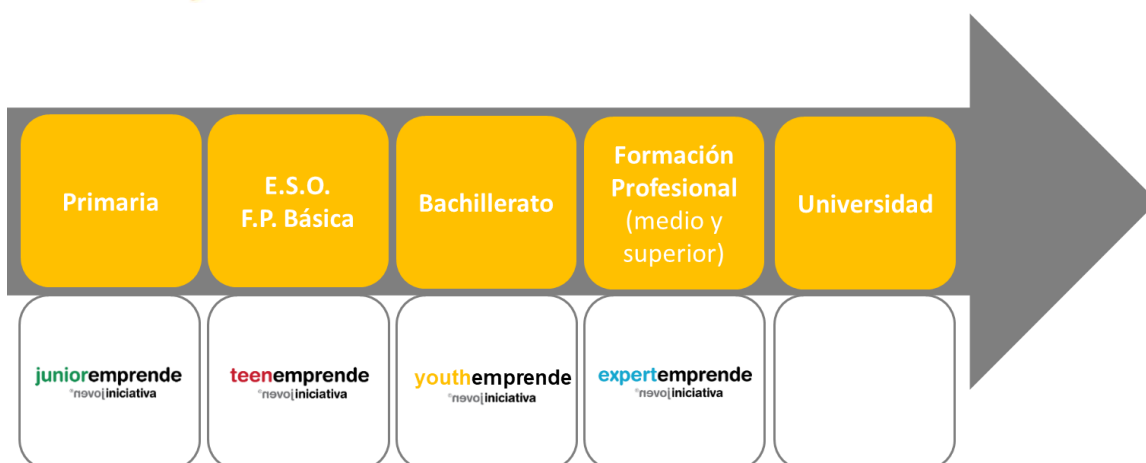 Primaria
E.S.O.
F.P. Básica
Bachillerato
Formación
Profesional
(medio y
superior)
Universidad
junioremprende
joven iniciativa
teenemprende
joven iniciativa
youthemprende
joven iniciativa
expertemprende
joven iniciativa